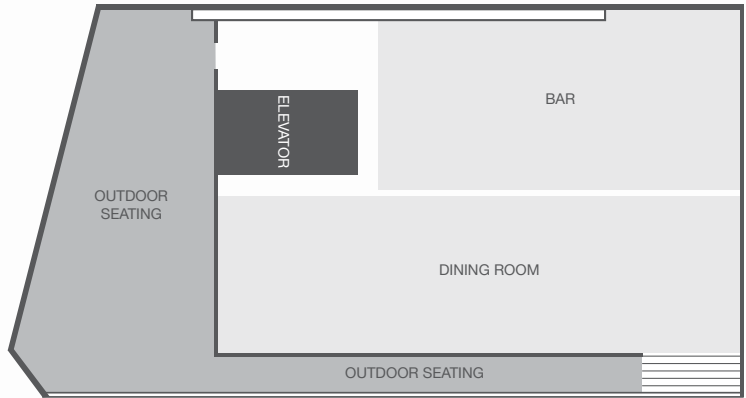 ELEVATOR
BAR
OUTDOOR
SEATING
DINING ROOM
OUTDOOR SEATING